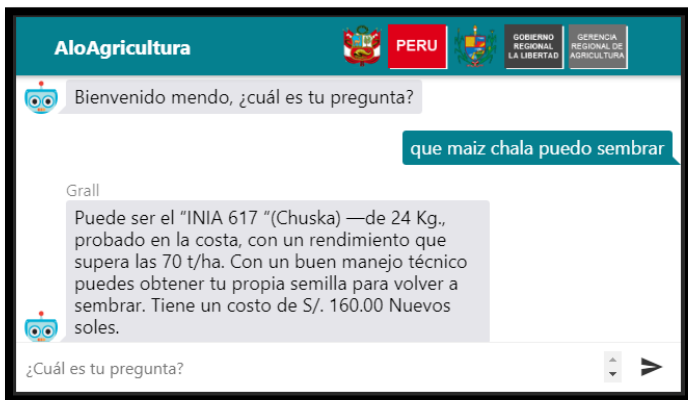 AloAgricultura
PERU
GOBIERNO
REGIONAL
LA LIBERTAD
GERENCIA
REGIONAL DE
AGRICULTURA
Bienvenido mendo, ¿cuál es tu pregunta?
que maiz chala puedo sembrar
Grall
Puede ser el “INIA 617 “(Chuska) —de 24 Kg.,
probado en la costa, con un rendimiento que
supera las 70 t/ha. Con un buen manejo técnico
puedes obtener tu propia semilla para volver a
sembrar. Tiene un costo de S/. 160.00 Nuevos
soles.
¿Cuál es tu pregunta?